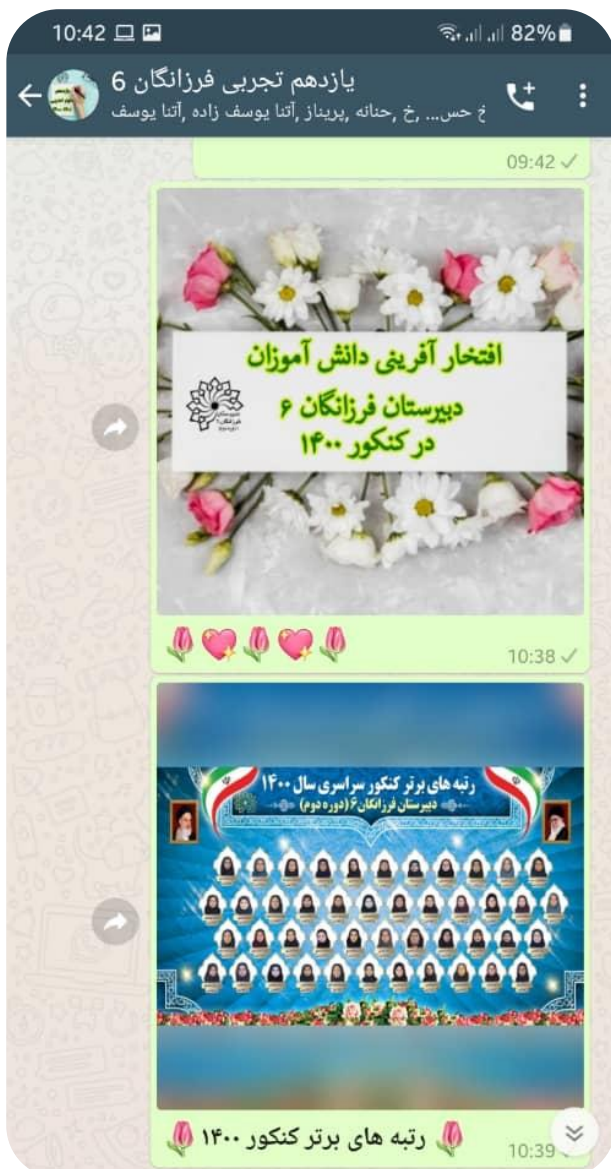 10:42 82%
یازدهم تجربی فرزانگان 6
خ حس... ,خ ,حنانه ,پریناز ,آتنا یوسف زاده ,آتنا یوسف
09:42
افتخار آفرینی دانش آموزان
دبیرستان فرزانگان ۶
در کنکور ۱۴۰۰
10:38
رتبه های برتر کنکور سراسری سال ۱۴۰۰
دبیرستان فرزانگان ۶ (دوره دوم)
رتبه های برتر کنکور ۱۴۰۰
10:39